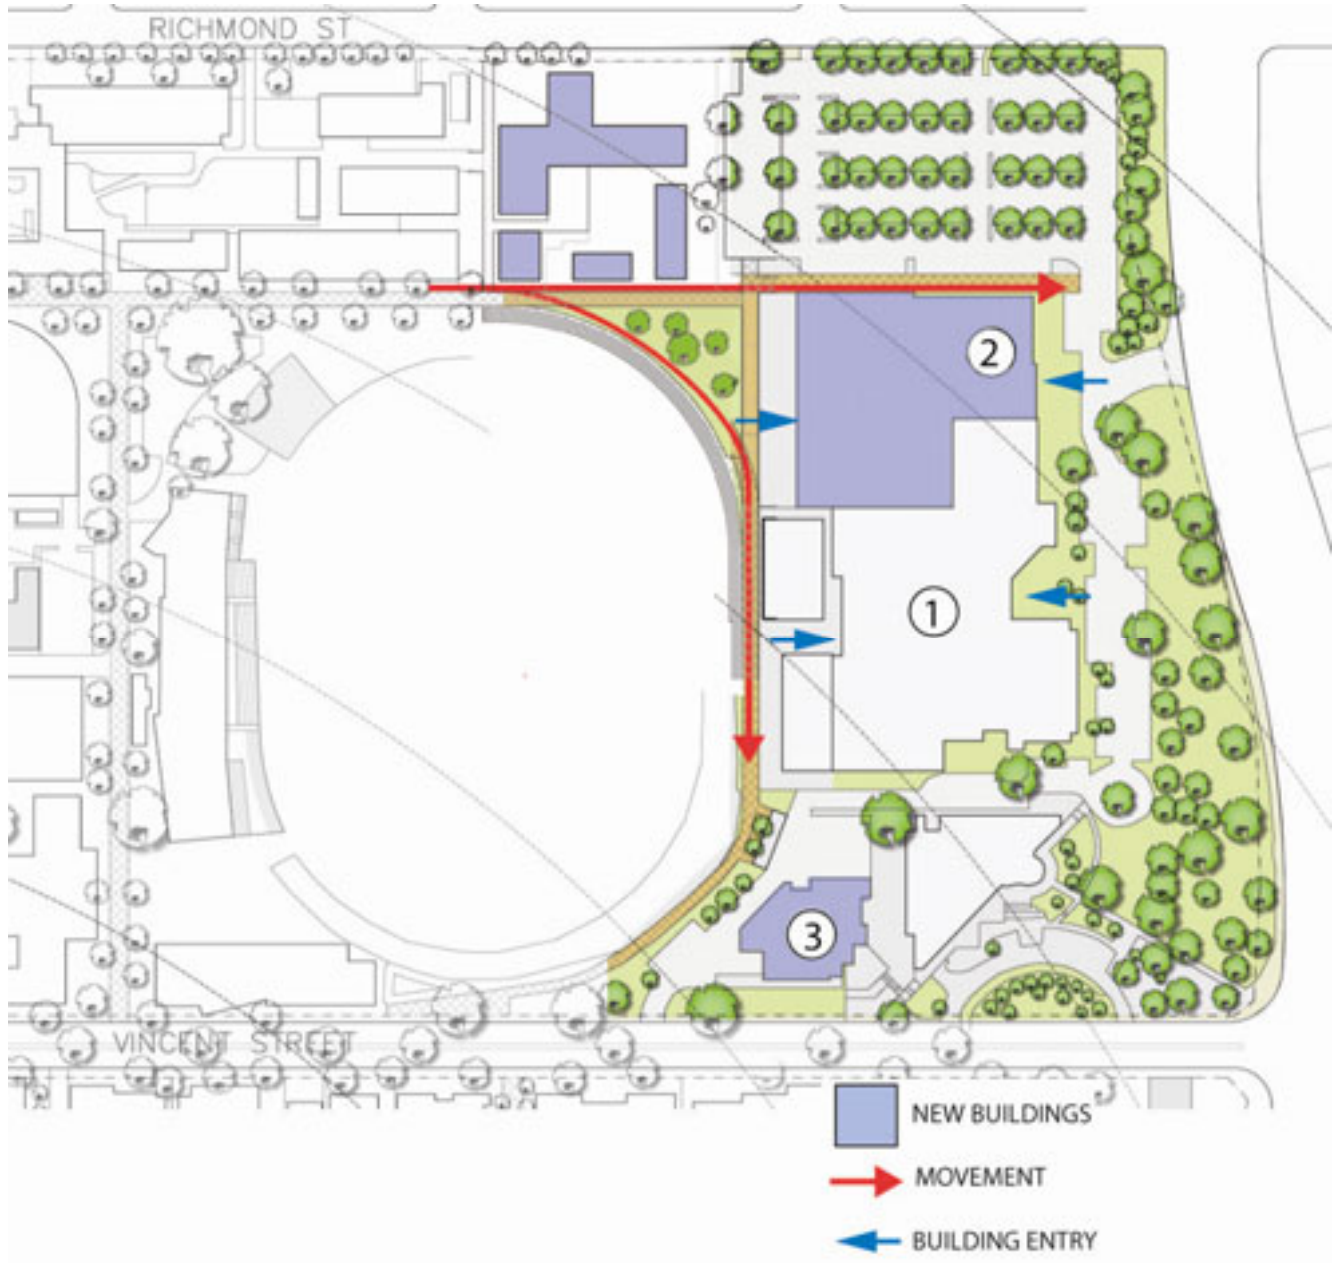 RICHMOND ST
2
1
3
VINCENT STREET
NEW BUILDINGS
MOVEMENT
BUILDING ENTRY